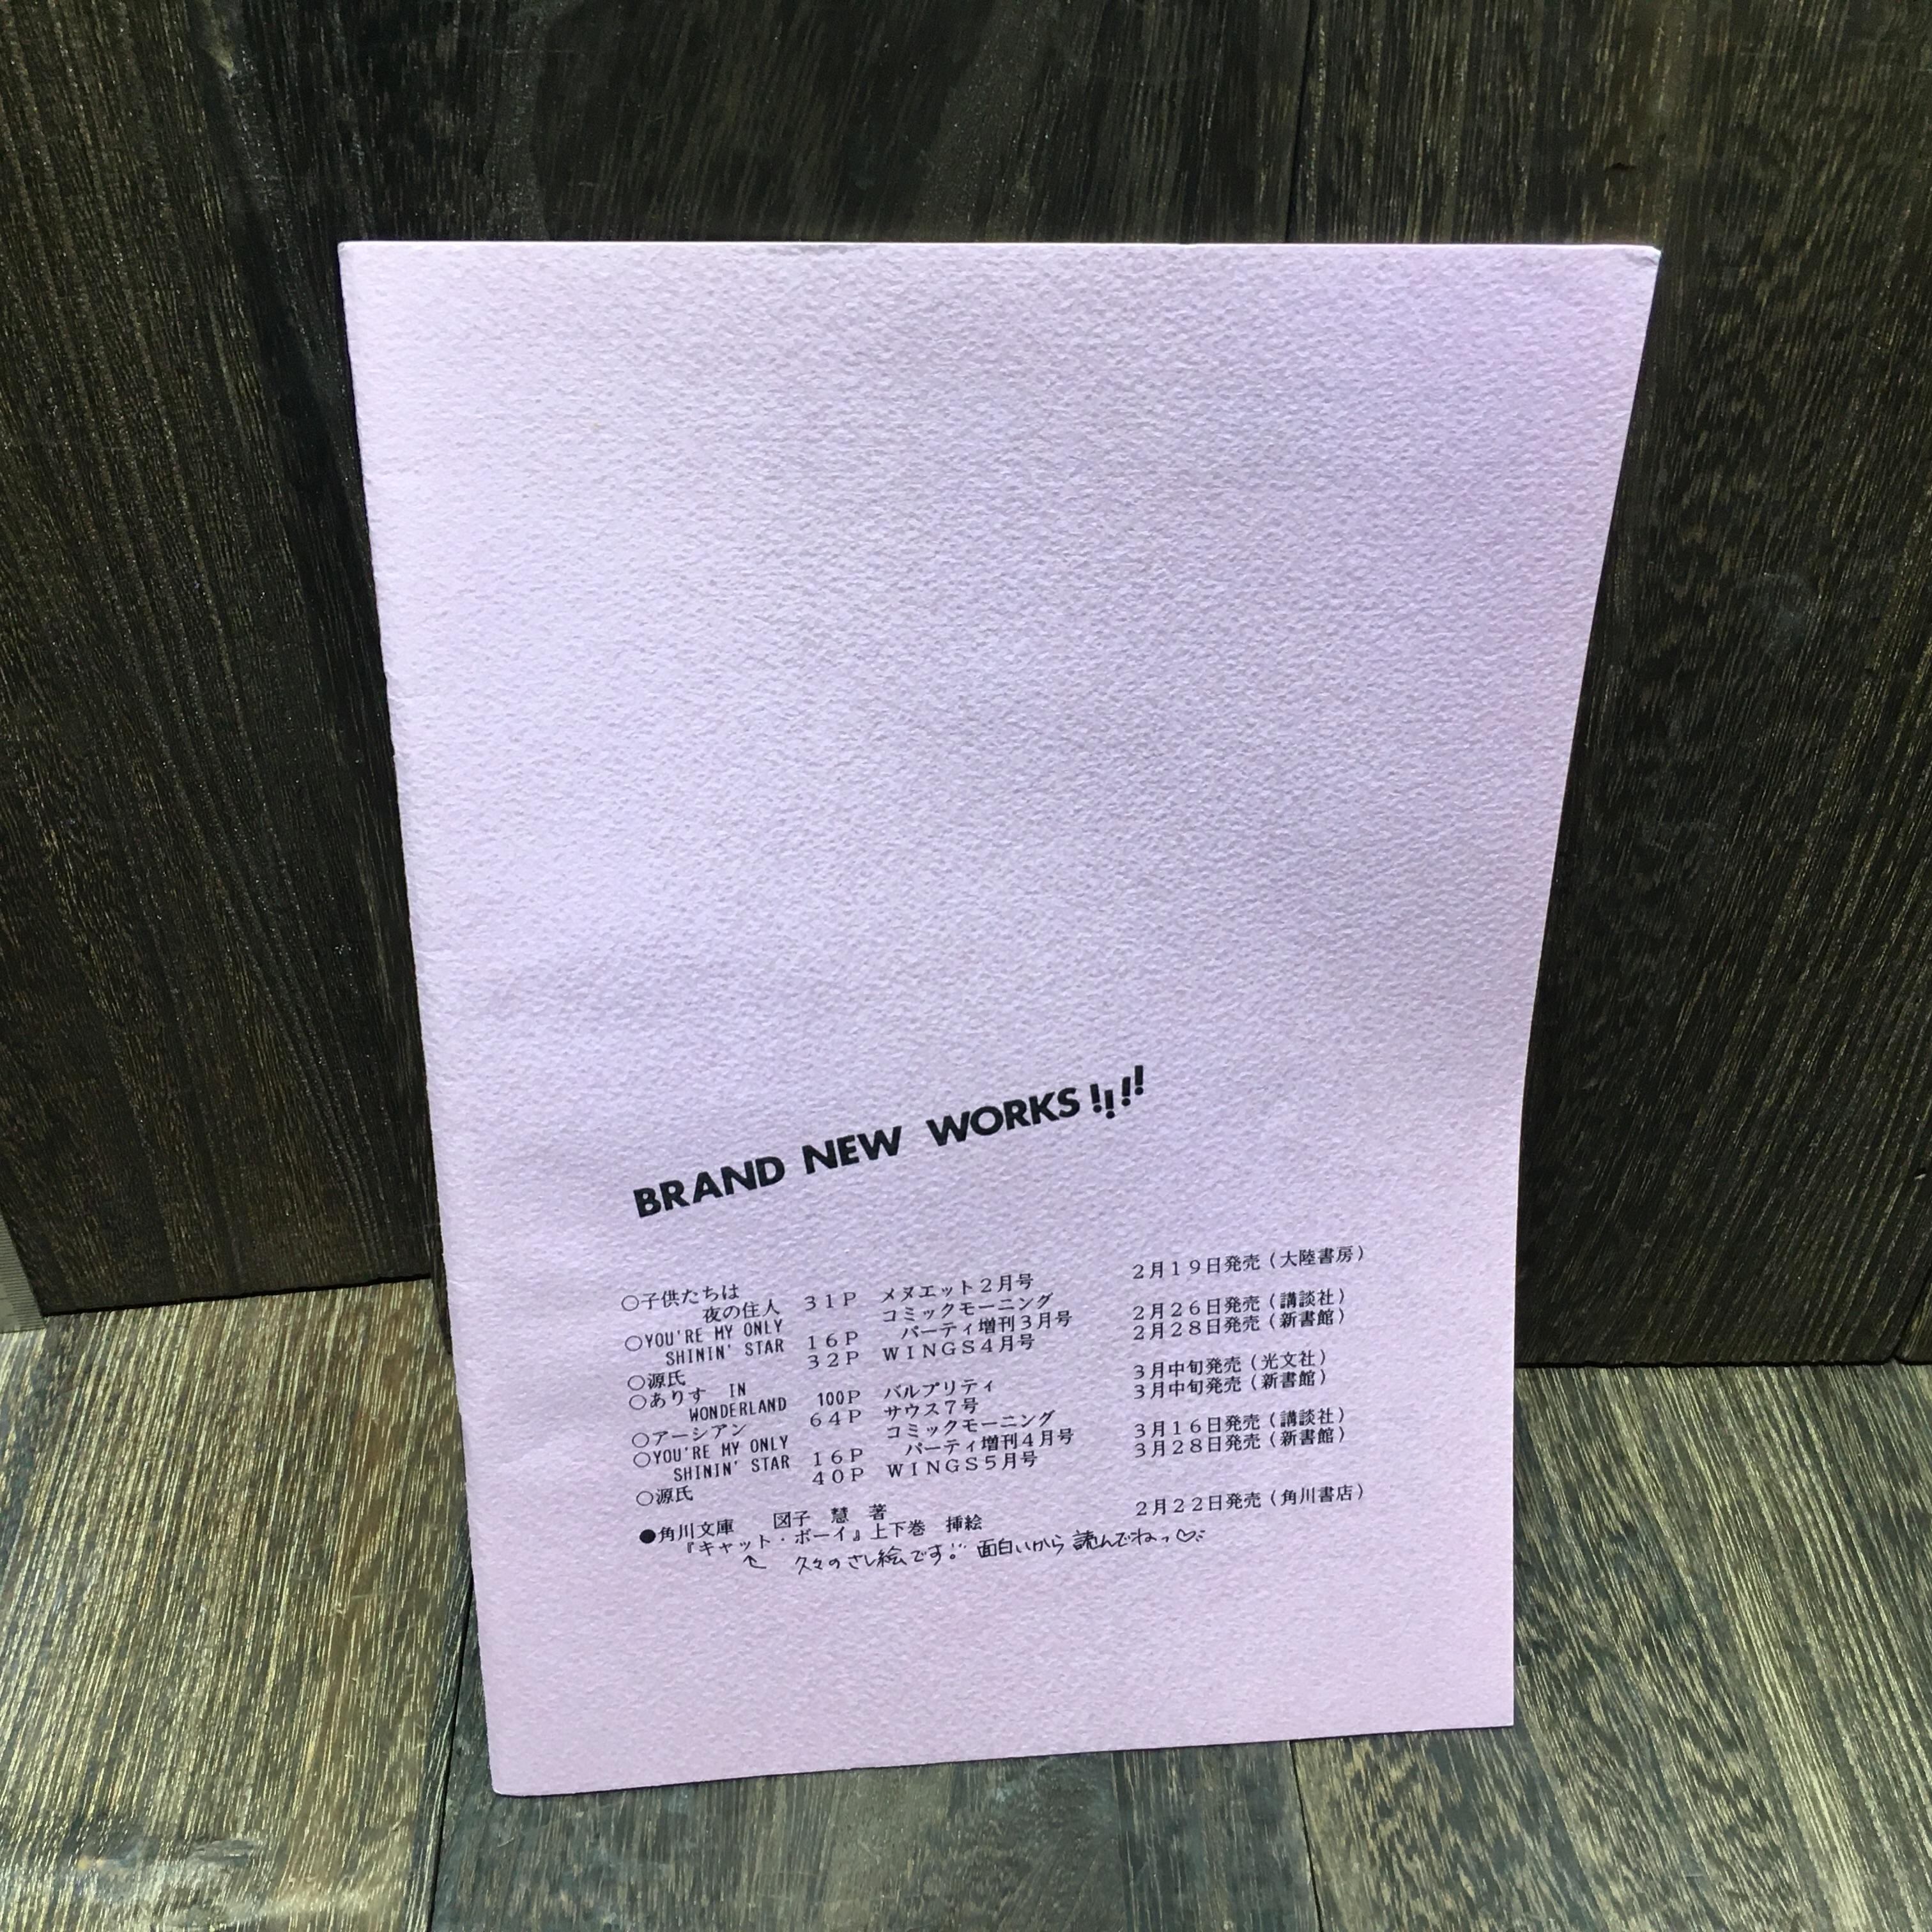 BRAND NEW WORKS!!!!
○子供たちは
夜の住人 31P メヌエット2月号 2月19日発売(大陸書房)
○YOU'RE MY ONLY コミックモーニング
SHININ' STAR 16P パーティ増刊3月号 2月26日発売(講談社)
○源氏 32P WINGS4月号 2月28日発売(新書館)
○ありす IN
WONDERLAND 100P バルプリティ 3月中旬発売(光文社)
○アーシアン 64P サウス7号 3月中旬発売(新書館)
○YOU'RE MY ONLY コミックモーニング
SHININ' STAR 16P パーティ増刊4月号 3月16日発売(講談社)
○源氏 40P WINGS5月号 3月28日発売(新書館)
●角川文庫 図子 慧 著
『キャット・ボーイ』上下巻 挿絵 2月22日発売(角川書店)
↑ 久々のさし絵です!! 面白いから読んでねっ♡